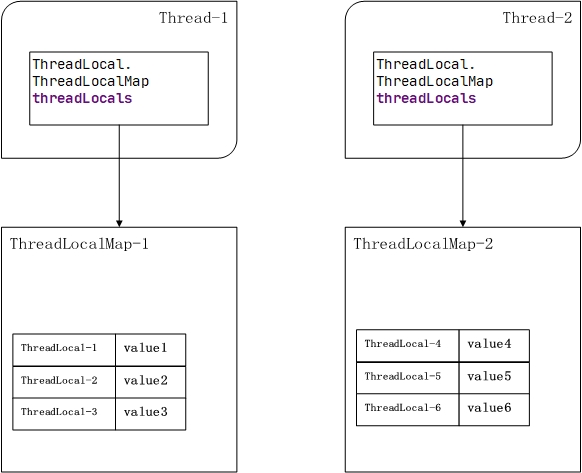 Thread-1
ThreadLocal.
ThreadLocalMap
threadLocals
ThreadLocalMap-1
ThreadLocal-1 value1
ThreadLocal-2 value2
ThreadLocal-3 value3
Thread-2
ThreadLocal.
ThreadLocalMap
threadLocals
ThreadLocalMap-2
ThreadLocal-4 value4
ThreadLocal-5 value5
ThreadLocal-6 value6